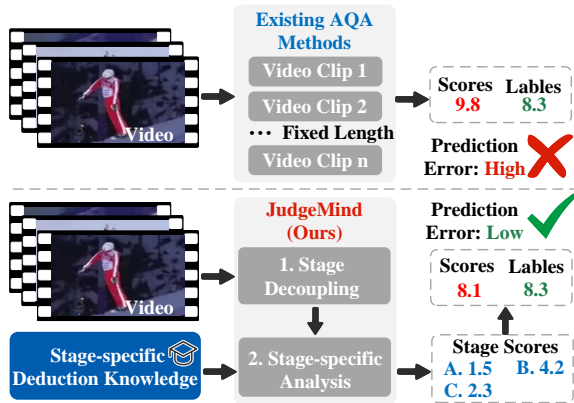 Existing AQA
Methods
Video Clip 1
Video Clip 2
... Fixed Length
Video Clip n
Video
Scores Lables
9.8 8.3
Prediction
Error: High
JudgeMind
(Ours)
1. Stage
Decoupling
2. Stage-specific
Analysis
Video
Stage-specific
Deduction Knowledge
Prediction
Error: Low
Scores Lables
8.1 8.3
Stage Scores
A. 1.5 B. 4.2
C. 2.3